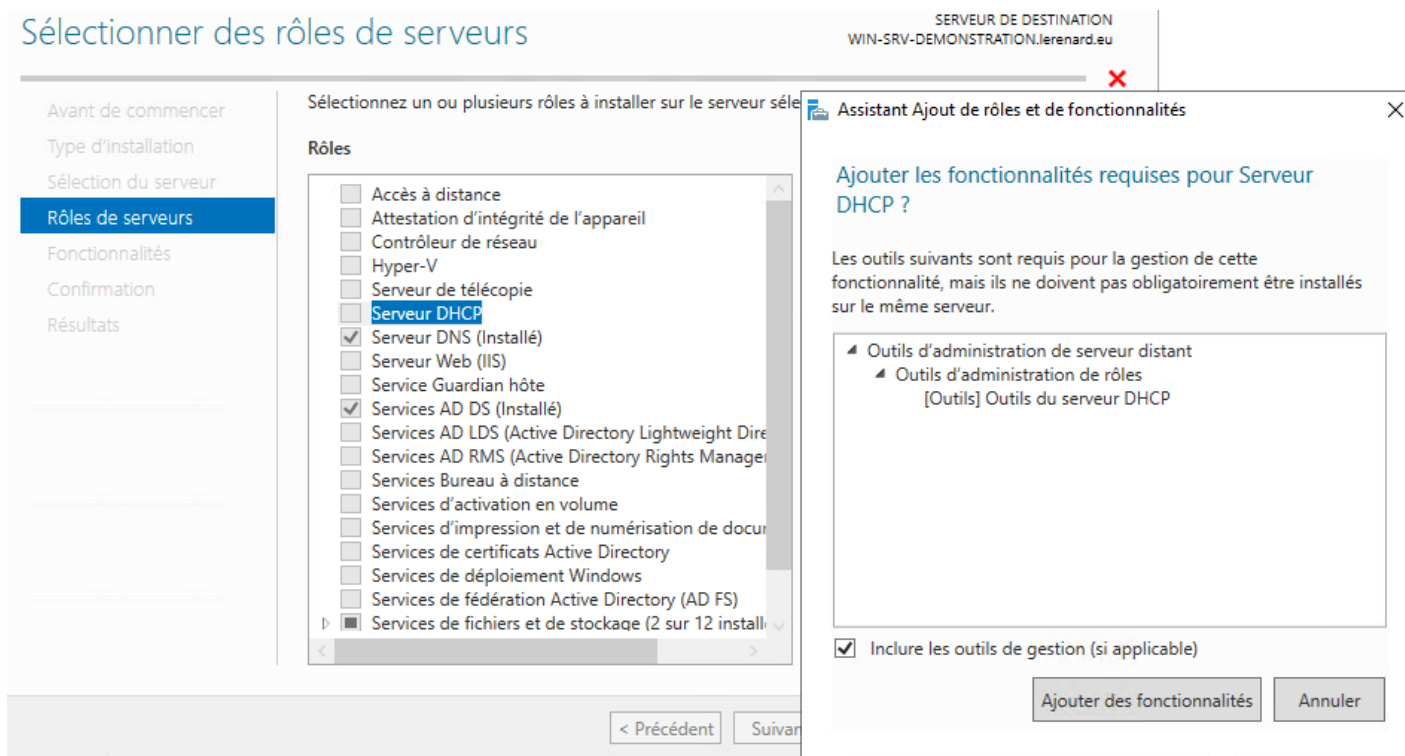 Sélectionner des rôles de serveurs
SERVEUR DE DESTINATION
WIN-SRV-DEMONSTRATION.lerenard.eu
Avant de commencer
Type d'installation
Sélection du serveur
Rôles de serveurs
Fonctionnalités
Confirmation
Résultats
Sélectionnez un ou plusieurs rôles à installer sur le serveur séle
Rôles
Accès à distance
Attestation d'intégrité de l'appareil
Contrôleur de réseau
Hyper-V
Serveur de télécopie
Serveur DHCP
Serveur DNS (Installé)
Serveur Web (IIS)
Service Guardian hôte
Services AD DS (Installé)
Services AD LDS (Active Directory Lightweight Dire
Services AD RMS (Active Directory Rights Manage
Services Bureau à distance
Services d'activation en volume
Services d'impression et de numérisation de docu
Services de certificats Active Directory
Services de déploiement Windows
Services de fédération Active Directory (AD FS)
Services de fichiers et de stockage (2 sur 12 install
< Précédent
Suivan
Assistant Ajout de rôles et de fonctionnalités
Ajouter les fonctionnalités requises pour Serveur
DHCP ?
Les outils suivants sont requis pour la gestion de cette
fonctionnalité, mais ils ne doivent pas obligatoirement être installés
sur le même serveur.
Outils d'administration de serveur distant
Outils d'administration de rôles
[Outils] Outils du serveur DHCP
Inclure les outils de gestion (si applicable)
Ajouter des fonctionnalités
Annuler